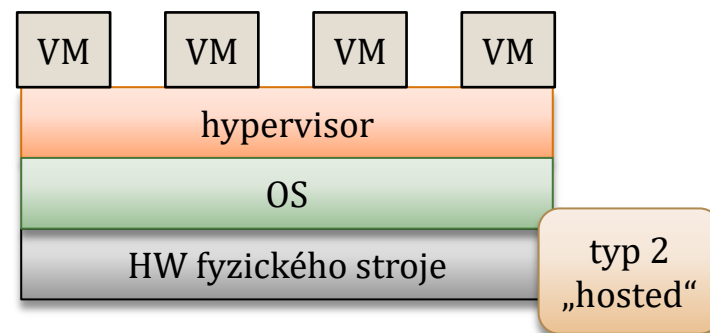 VM VM VM VM
hypervisor
OS
HW fyzického stroje
typ 2
„hosted“